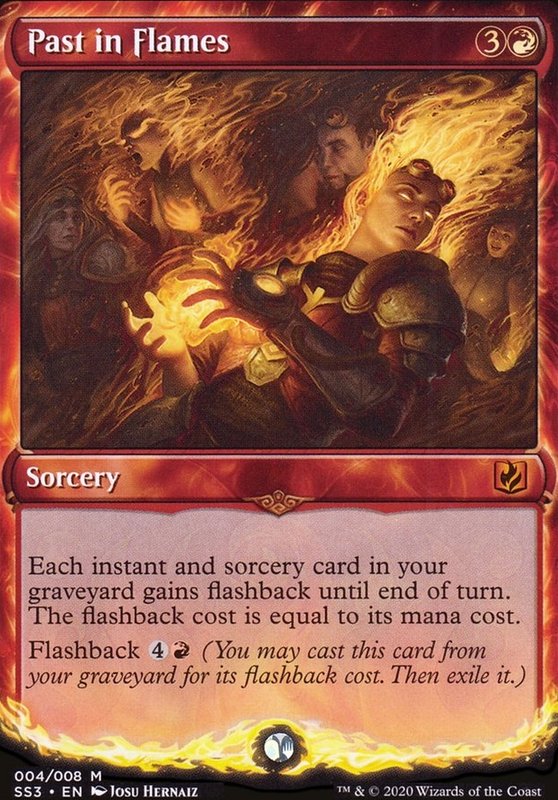 Past in Flames 3
Sorcery
Each instant and sorcery card in your
graveyard gains flashback until end of turn.
The flashback cost is equal to its mana cost.
Flashback 4 (You may cast this card from
your graveyard for its flashback cost. Then exile it.)
004/008 M
SS3 • EN Josu Hernaiz
™ & © 2020 Wizards of the Coast